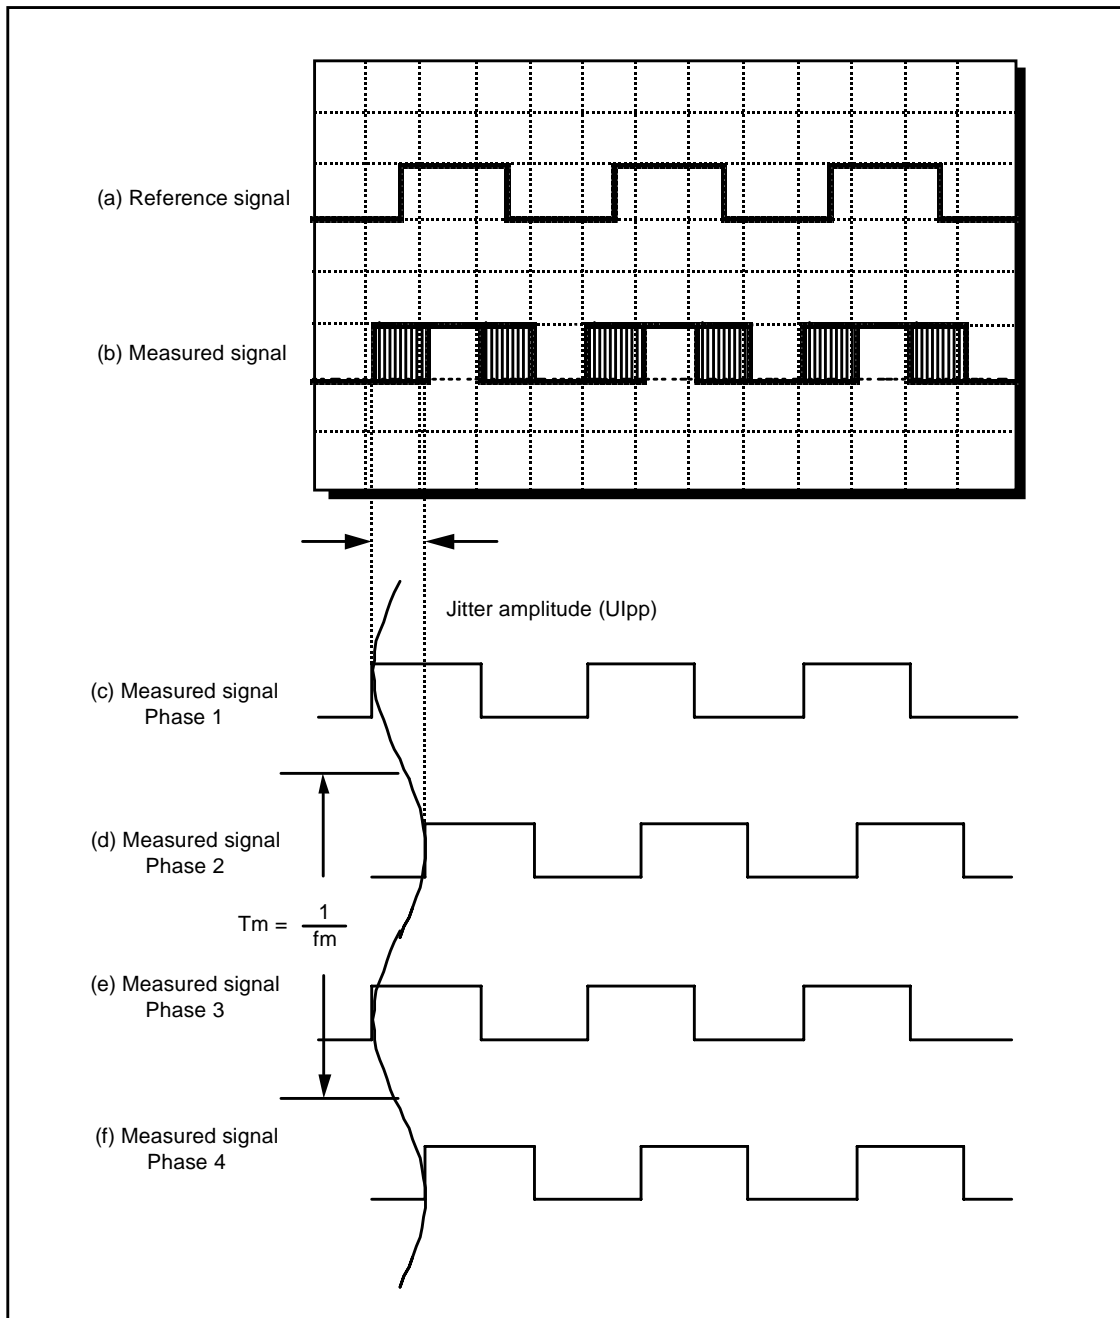 (a) Reference signal
(b) Measured signal
Jitter amplitude (UIpp)
(c) Measured signal
Phase 1
(d) Measured signal
Phase 2
Tm = 1
fm
(e) Measured signal
Phase 3
(f) Measured signal
Phase 4